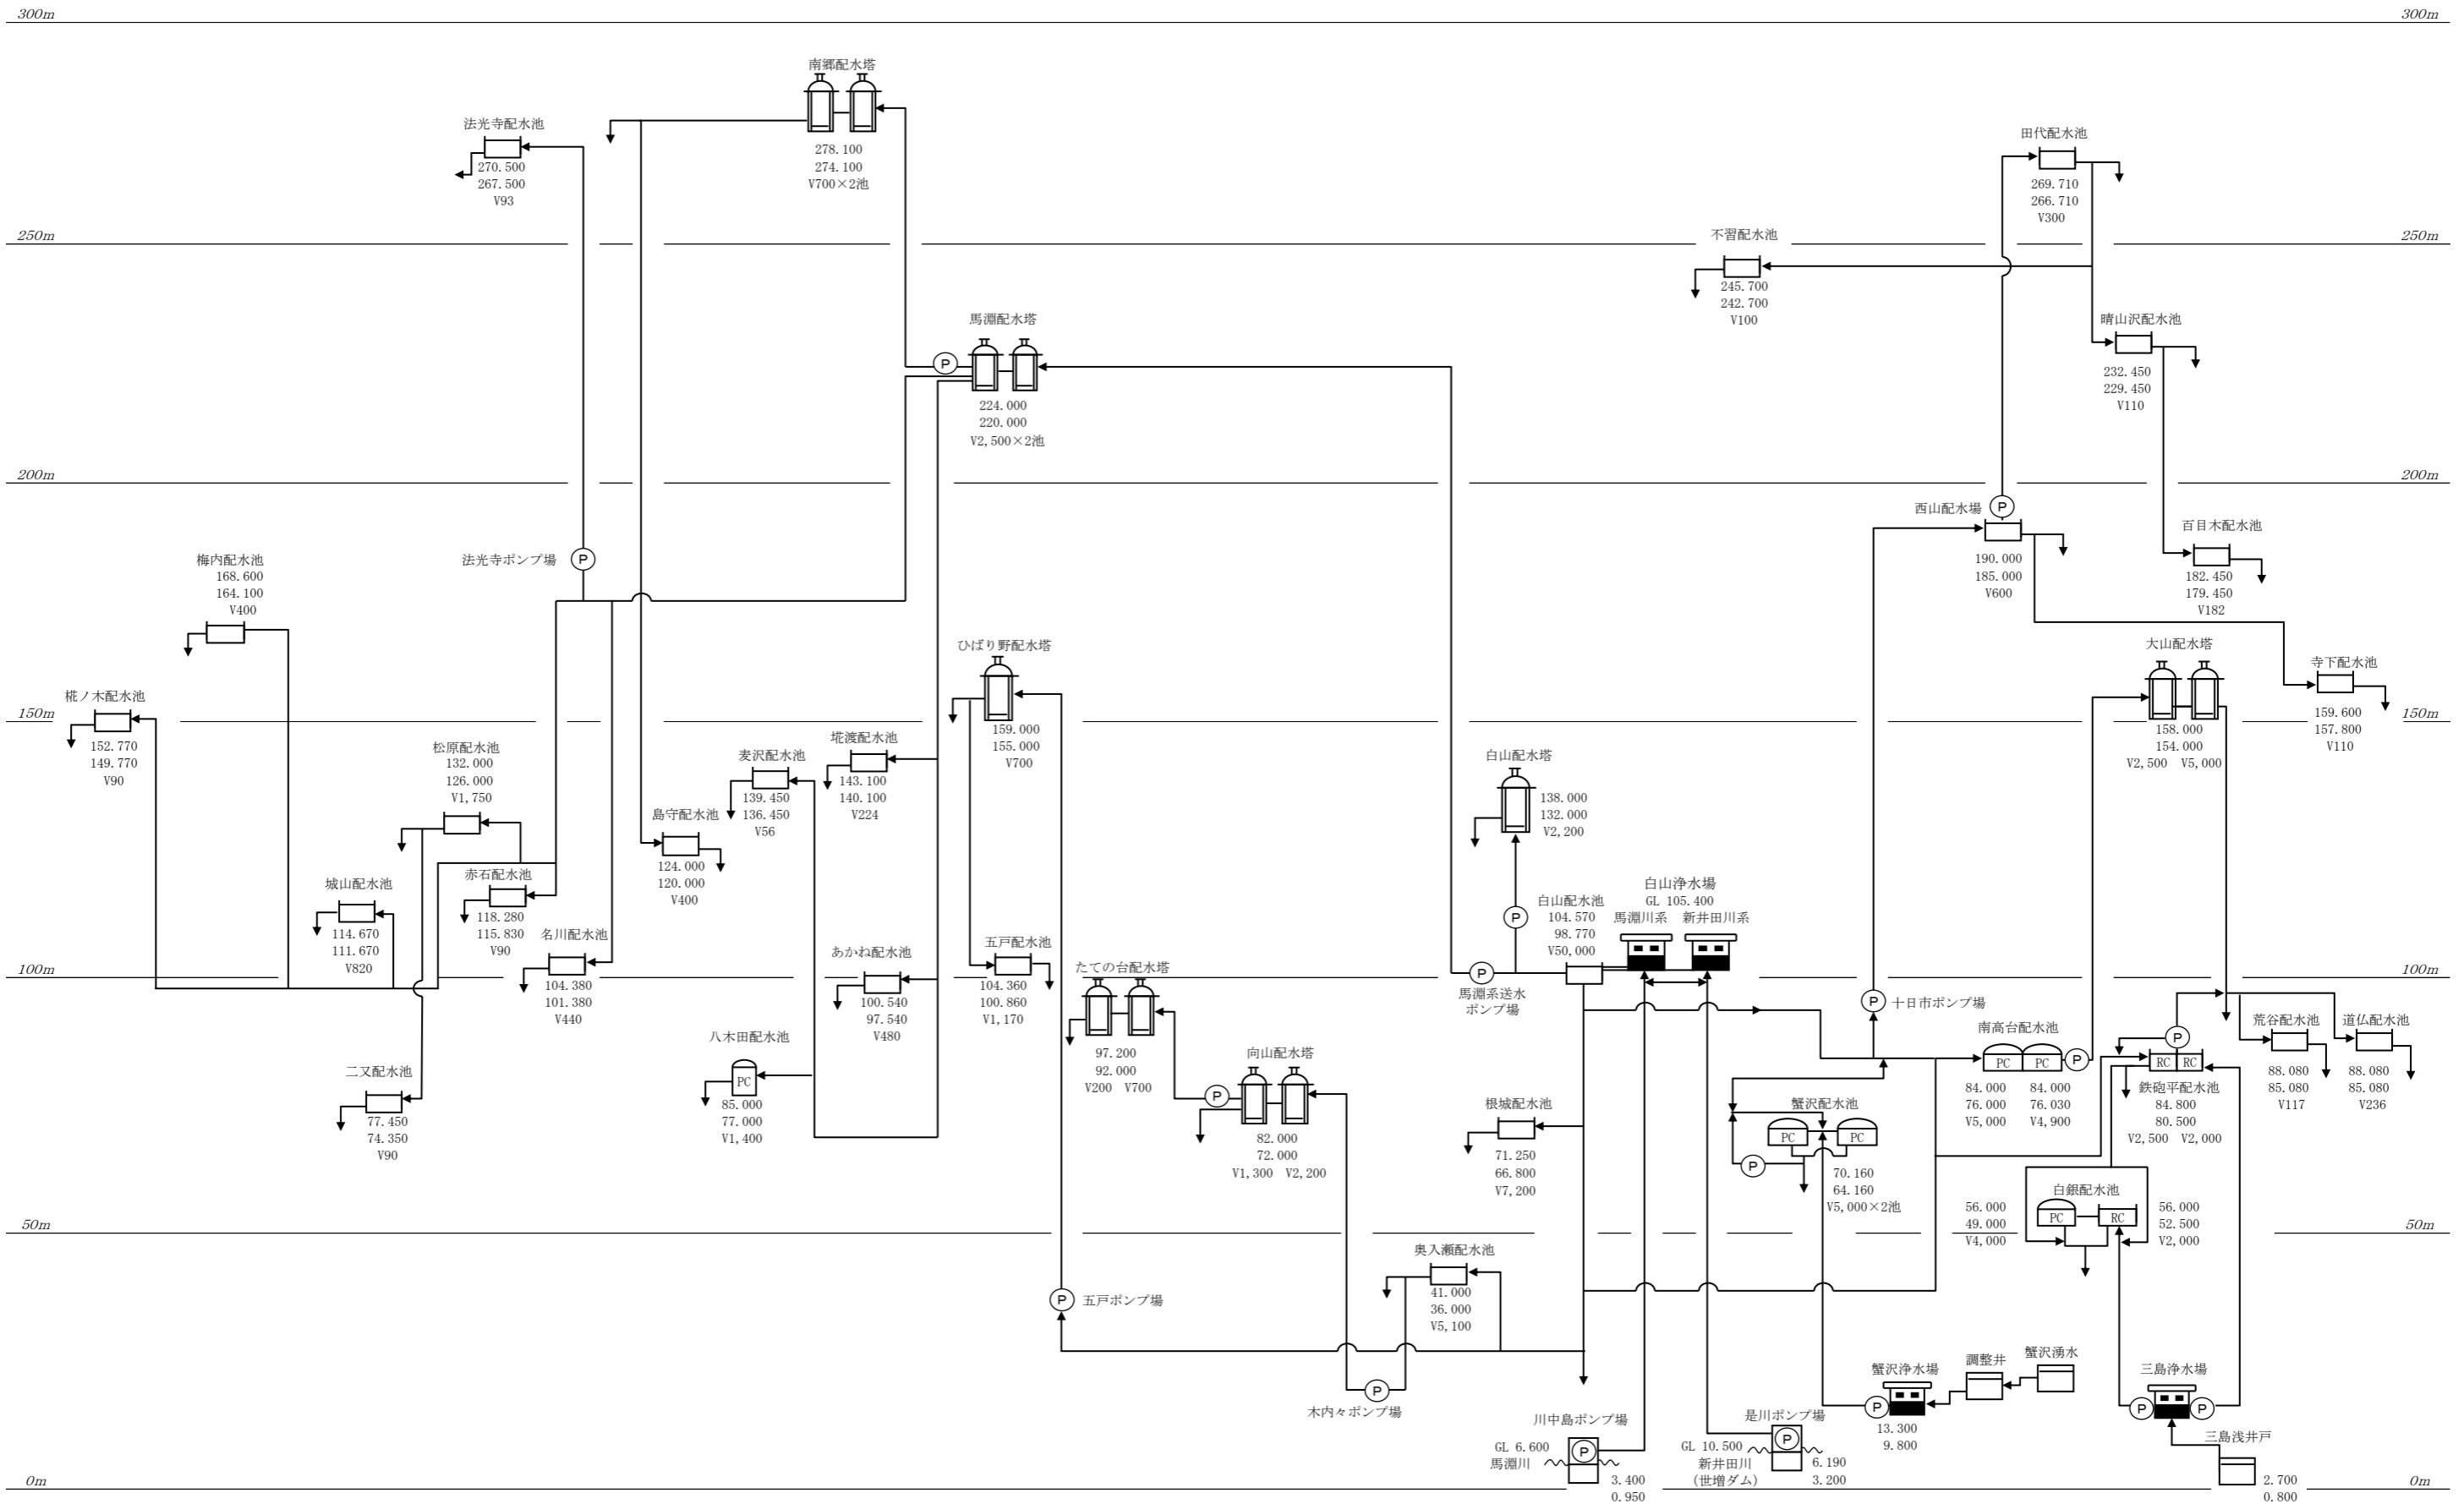 300m
300m
南郷配水塔
278.100
274.100
V700×2池
法光寺配水池
270.500
267.500
V93
田代配水池
269.710
266.710
V300
250m
250m
不習配水池
245.700
242.700
V100
馬淵配水塔
224.000
220.000
V2,500×2池
晴山沢配水池
232.450
229.450
V110
200m
200m
西山配水場
P
190.000
185.000
V600
百目木配水池
182.450
179.450
V182
法光寺ポンプ場
P
P
梅内配水池
168.600
164.100
V400
ひばり野配水塔
159.000
155.000
V700
大山配水塔
158.000
154.000
V2,500 V5,000
寺下配水池
159.600
157.800
V110
150m
150m
椛ノ木配水池
152.770
149.770
V90
松原配水池
132.000
126.000
V1,750
麦沢配水池
139.450
136.450
V56
埖渡配水池
143.100
140.100
V224
島守配水池
124.000
120.000
V400
白山配水塔
138.000
132.000
V2,200
P
城山配水池
114.670
111.670
V820
赤石配水池
118.280
115.830
V90
名川配水池
104.380
101.380
V440
あかね配水池
100.540
97.540
V480
五戸配水池
104.360
100.860
V1,170
白山配水池
104.570
98.770
V50,000
白山浄水場
GL 105.400
馬淵川系 新井田川系
100m
100m
たての台配水塔
97.200
92.000
V200 V700
P
馬淵系送水
ポンプ場
P
十日市ポンプ場
南高台配水池
PC PC
P
84.000 84.000
76.000 76.030
V5,000 V4,900
P
RC RC
鉄砲平配水池
84.800
80.500
V2,500 V2,000
荒谷配水池
88.080
85.080
V117
道仏配水池
88.080
85.080
V236
八木田配水池
PC
85.000
77.000
V1,400
二又配水池
77.450
74.350
V90
向山配水塔
P
82.000
72.000
V1,300 V2,200
根城配水池
71.250
66.800
V7,200
蟹沢配水池
PC PC
P
70.160
64.160
V5,000×2池
白銀配水池
PC RC
56.000
49.000
V4,000
56.000
52.500
V2,000
50m
50m
奥入瀬配水池
41.000
36.000
V5,100
P
五戸ポンプ場
P
木内々ポンプ場
蟹沢浄水場
P
13.300
9.800
調整井
蟹沢湧水
三島浄水場
P P
三島浅井戸
2.700
0.800
川中島ポンプ場
GL 6.600
馬淵川
P
3.400
0.950
是川ポンプ場
GL 10.500
新井田川
(世増ダム)
P
6.190
3.200
0m
0m